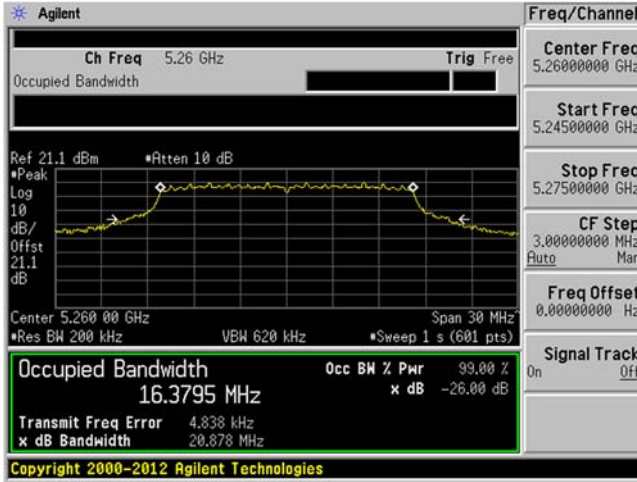 Agilent
Freq/Channel
Ch Freq 5.26 GHz Trig Free
Occupied Bandwidth
Center Freq
5.26000000 GHz
Start Freq
5.24500000 GHz
Stop Freq
5.27500000 GHz
CF Step
3.00000000 MHz
Auto Man
Freq Offset
0.00000000 Hz
Signal Track
On Off
Ref 21.1 dBm *Atten 10 dB
*Peak
Log
10
dB/
Offst
21.1
dB
Center 5.260 00 GHz Span 30 MHz
*Res BW 200 kHz VBW 620 kHz *Sweep 1 s (601 pts)
Occupied Bandwidth Occ BW % Pwr 99.00 %
16.3795 MHz x dB -26.00 dB
Transmit Freq Error 4.838 kHz
x dB Bandwidth 20.878 MHz
Copyright 2000-2012 Agilent Technologies